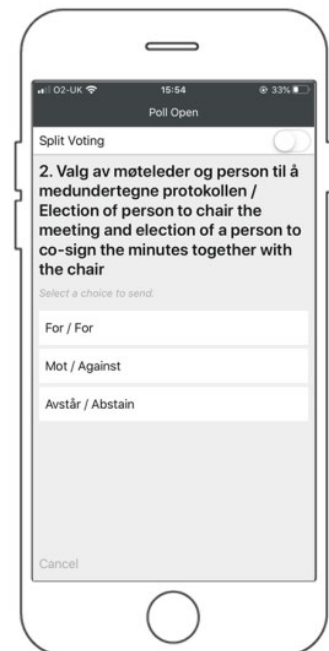 O2-UK 15:54 33%
Poll Open
Split Voting
2. Valg av møteleder og person til å
medundertegne protokollen /
Election of person to chair the
meeting and election of a person to
co-sign the minutes together with
the chair
Select a choice to send.
For / For
Mot / Against
Avstår / Abstain
Cancel